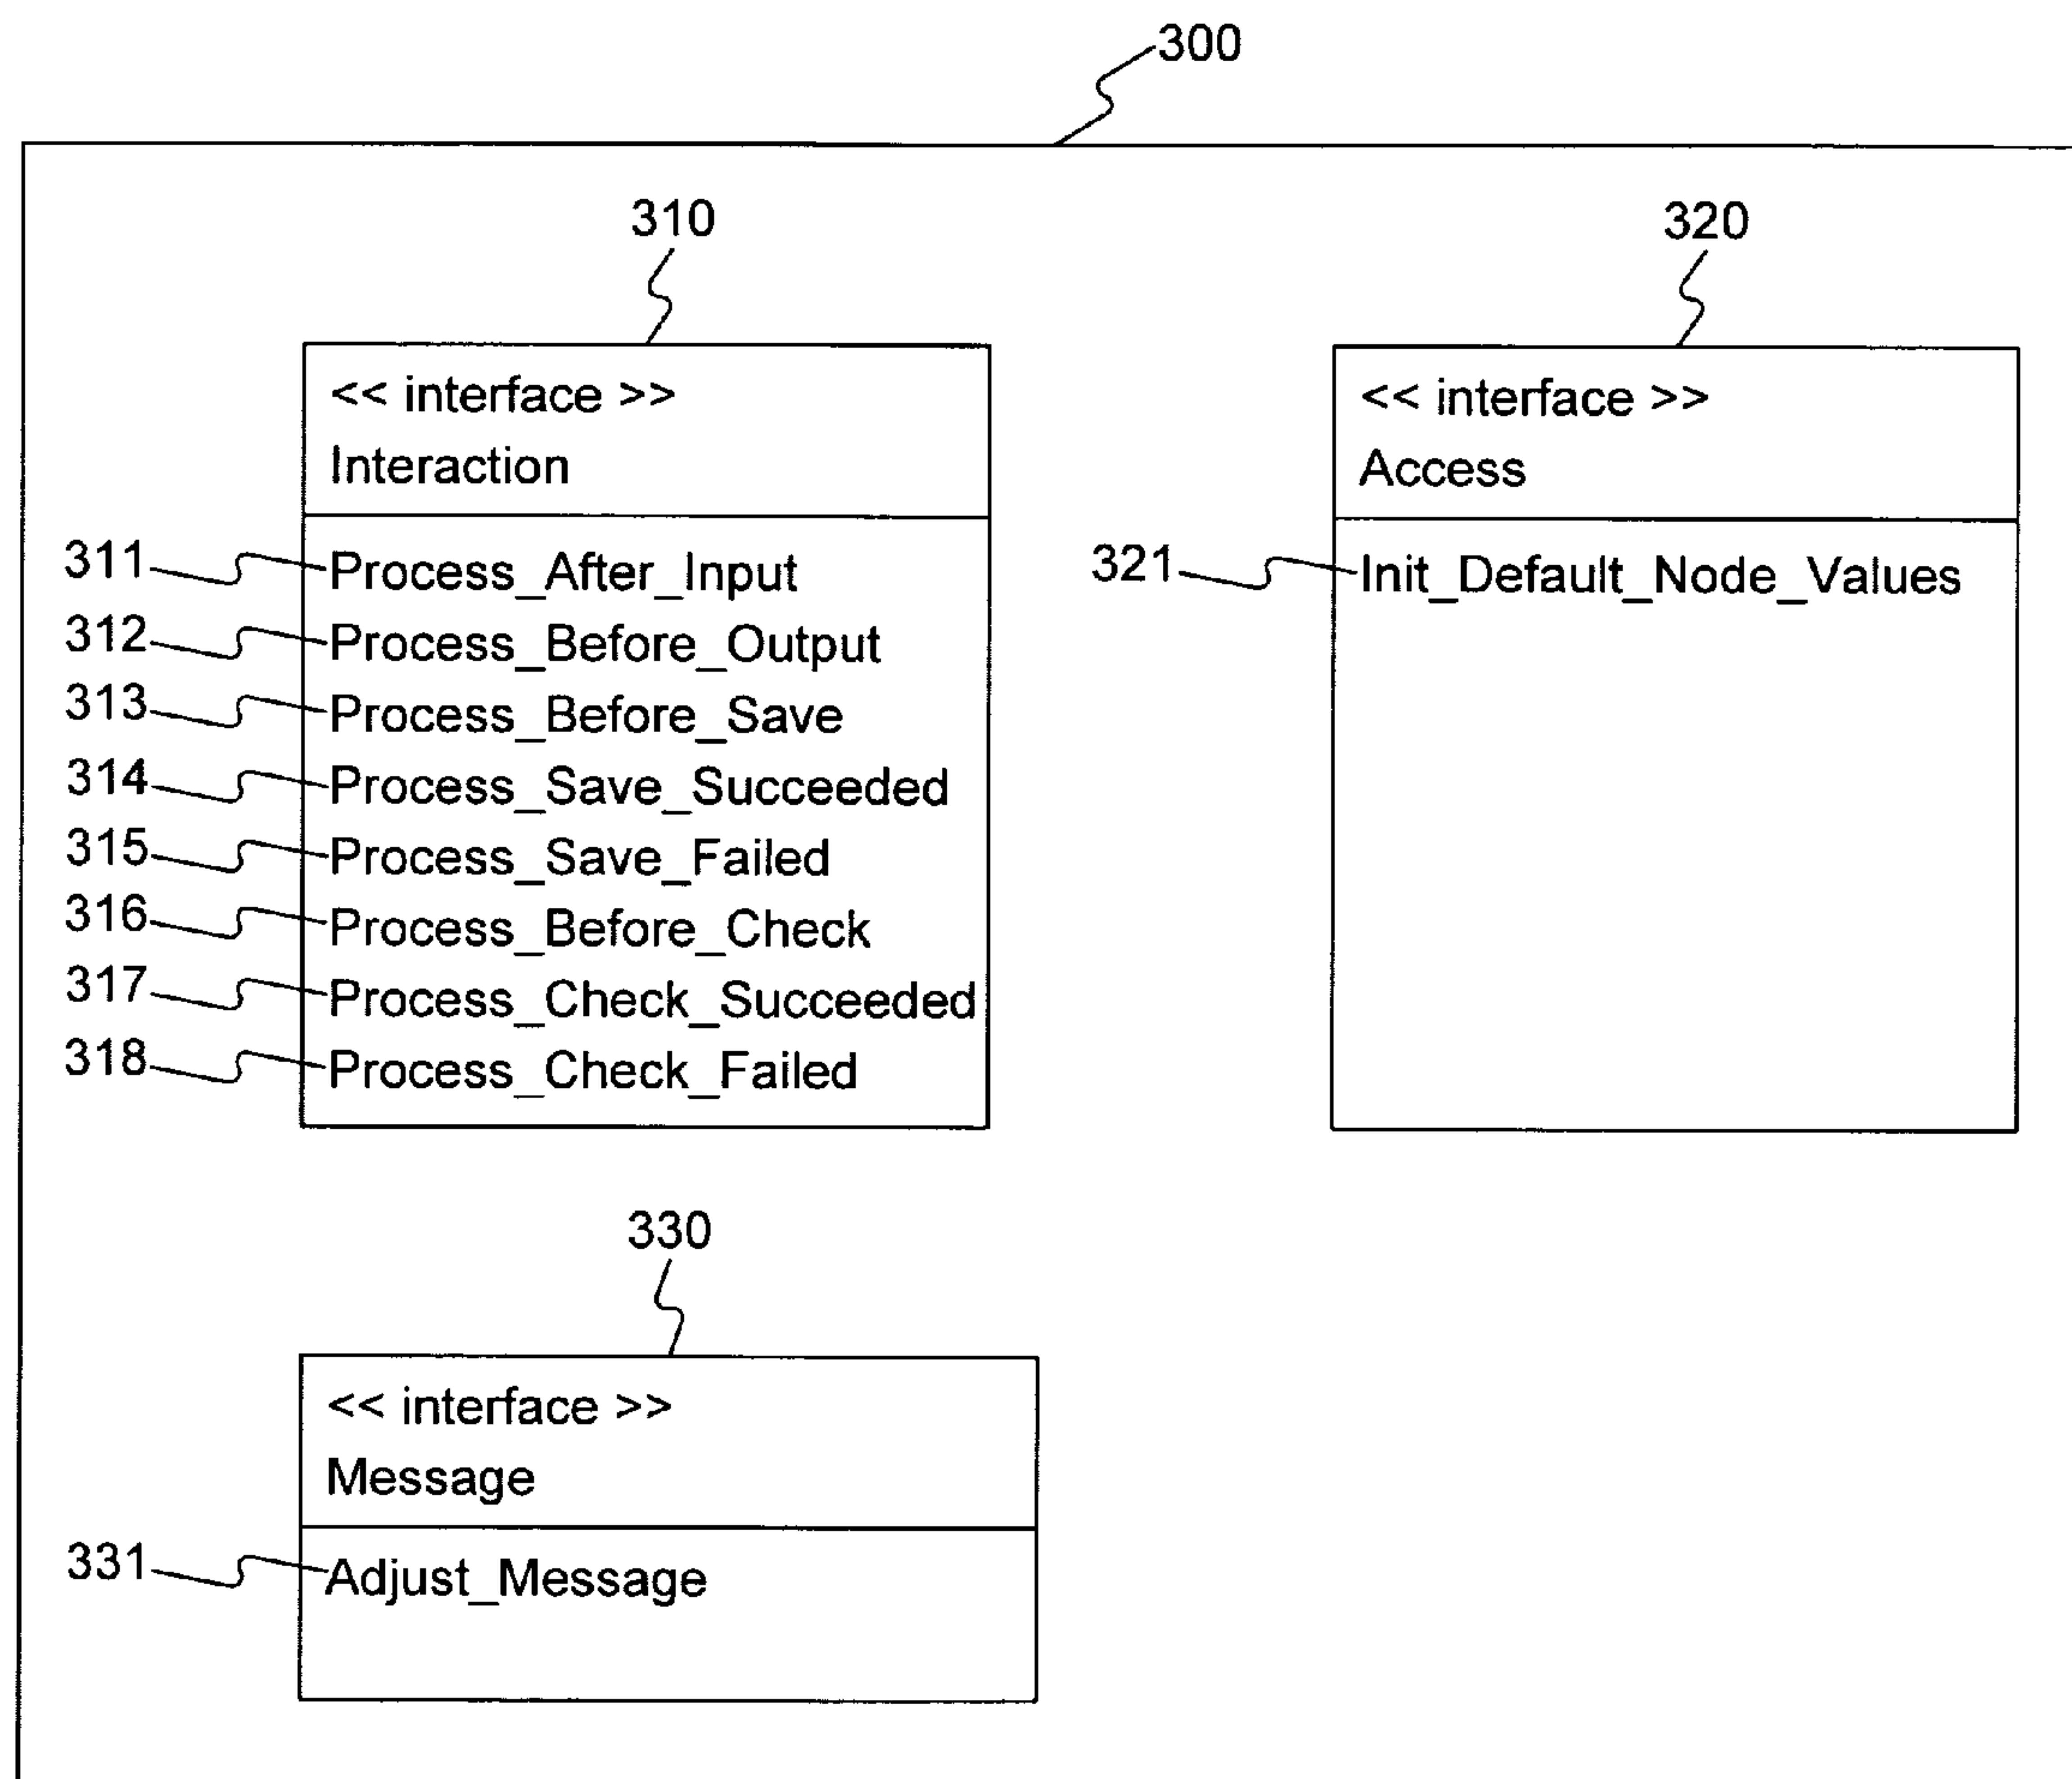 300
310
<< interface >>
Interaction
311 Process_After_Input
312 Process_Before_Output
313 Process_Before_Save
314 Process_Save_Succeeded
315 Process_Save_Failed
316 Process_Before_Check
317 Process_Check_Succeeded
318 Process_Check_Failed
320
<< interface >>
Access
321 Init_Default_Node_Values
330
<< interface >>
Message
331 Adjust_Message